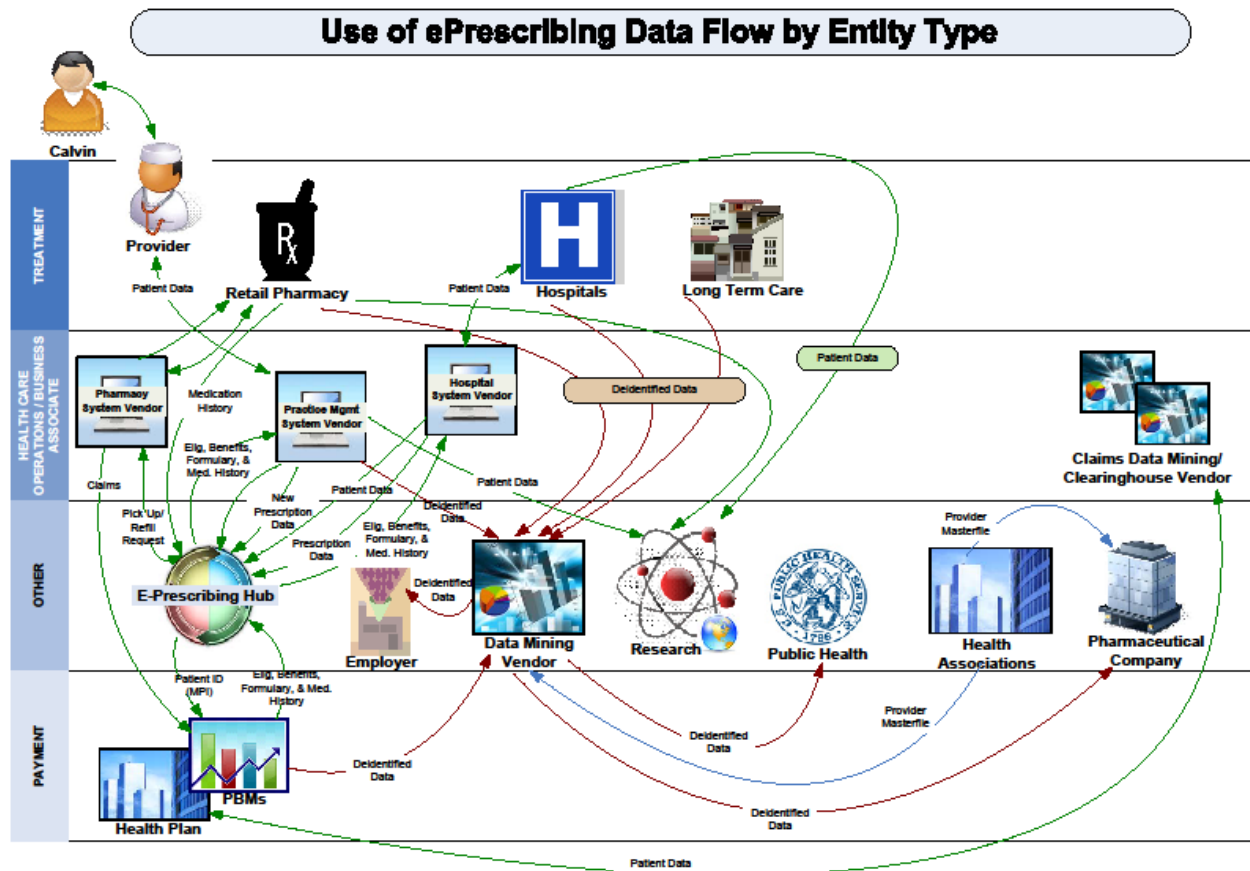 Use of ePrescribing Data Flow by Entity Type
Calvin
TREATMENT
Provider
Rx
Retail Pharmacy
H
Hospitals
Long Term Care
Patient Data
Patient Data
HEALTH CARE
OPERATIONS / BUSINESS
ASSOCIATE
Pharmacy
System Vendor
Medication
History
Practice Mgmt
System Vendor
Hospital
System Vendor
Deidentified Data
Patient Data
Claims Data Mining/
Clearinghouse Vendor
Elig, Benefits,
Formulary, &
Med. History
Claims
Patient Data
Patient Data
OTHER
Pick Up/
Refill
Request
New
Prescription
Data
Prescription
Data
Elig, Benefits,
Formulary, &
Med. History
Deidentified
Data
E-Prescribing Hub
Employer
Deidentified
Data
Data Mining
Vendor
Research
U.S. PUBLIC HEALTH SERVICE
1798
Public Health
Provider
Masterfile
Health
Associations
Pharmaceutical
Company
PAYMENT
Patient ID
(MPI)
Elig, Benefits,
Formulary, & Med.
History
PBMs
Health Plan
Deidentified
Data
Deidentified
Data
Provider
Masterfile
Deidentified
Data
Patient Data